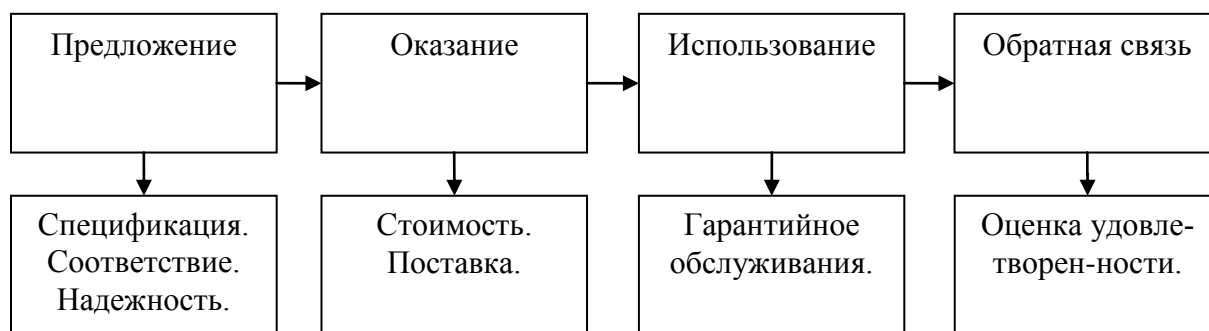 Предложение
Оказание
Использование
Обратная связь
Спецификация.
Соответствие.
Надежность.
Стоимость.
Поставка.
Гарантийное
обслуживания.
Оценка удовле-
творен-ности.